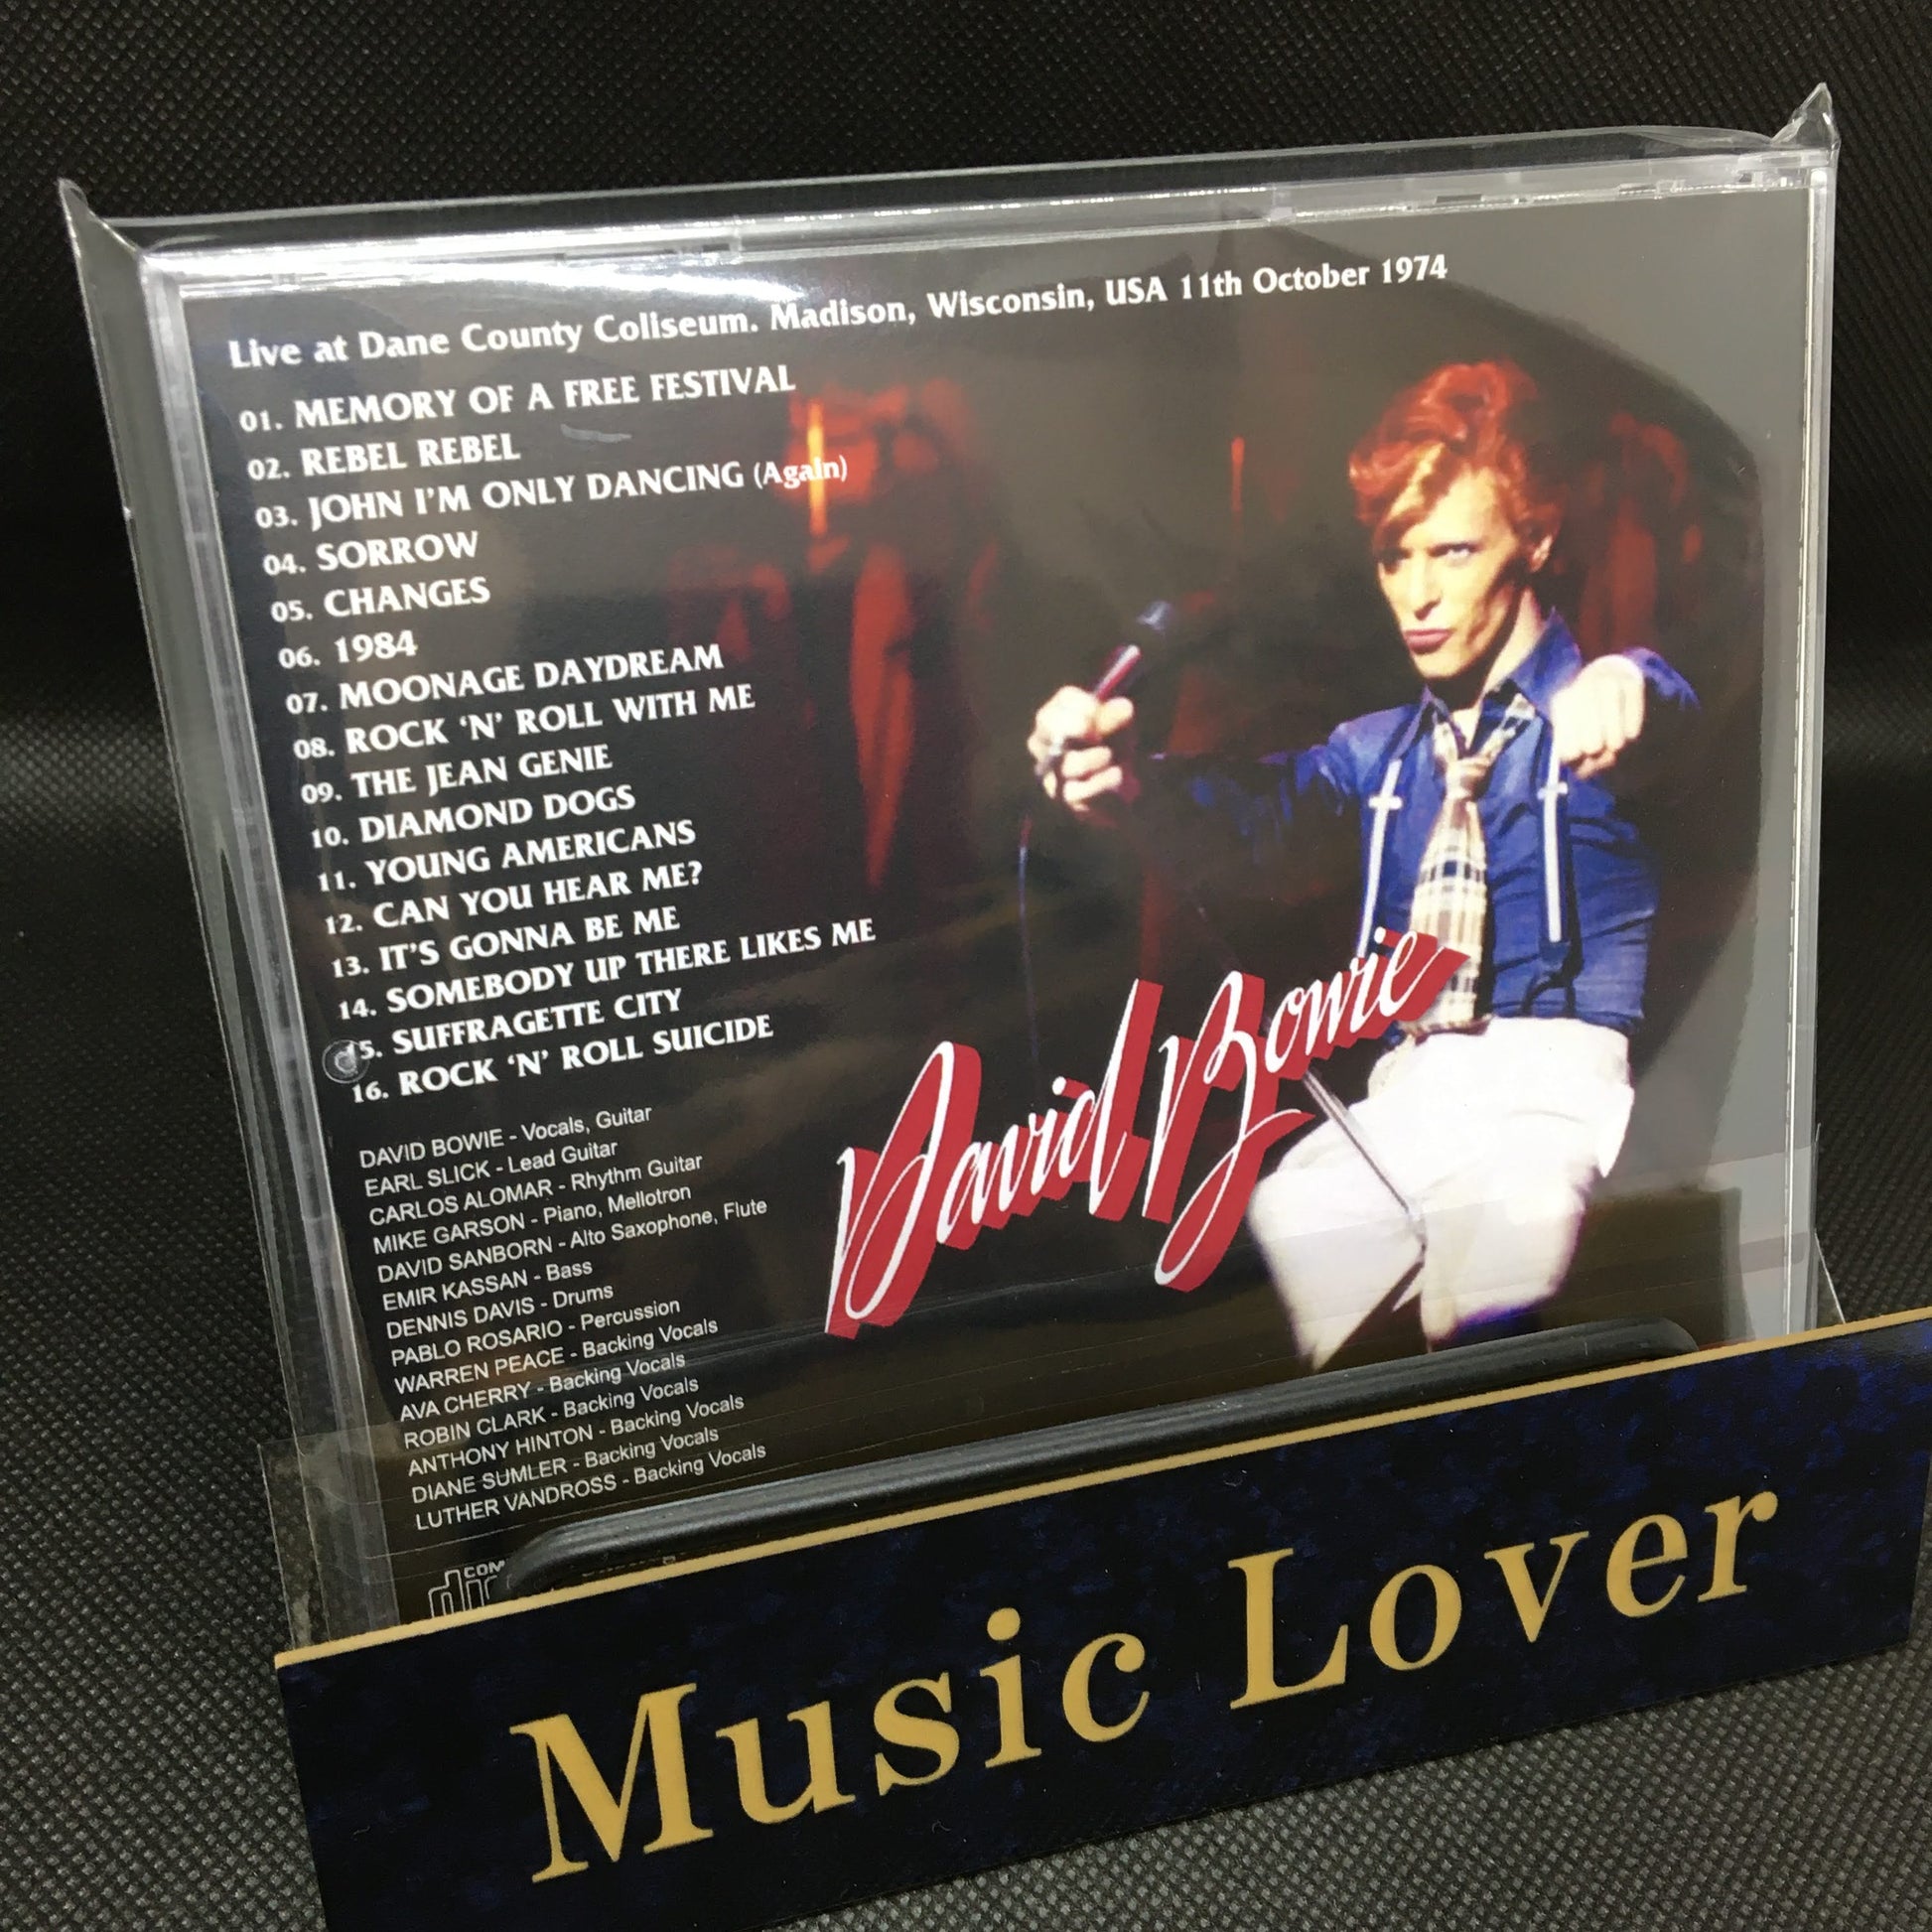 Live at Dane County Coliseum. Madison, Wisconsin, USA 11th October 1974
01. MEMORY OF A FREE FESTIVAL
02. REBEL REBEL
03. JOHN I'M ONLY DANCING (Again)
04. SORROW
05. CHANGES
06. 1984
07. MOONAGE DAYDREAM
08. ROCK 'N' ROLL WITH ME
09. THE JEAN GENIE
10. DIAMOND DOGS
11. YOUNG AMERICANS
12. CAN YOU HEAR ME?
13. IT'S GONNA BE ME
14. SOMEBODY UP THERE LIKES ME
15. SUFFRAGETTE CITY
16. ROCK 'N' ROLL SUICIDE
DAVID BOWIE - Vocals, Guitar
EARL SLICK - Lead Guitar
CARLOS ALOMAR - Rhythm Guitar
MIKE GARSON - Piano, Mellotron
DAVID SANBORN - Alto Saxophone, Flute
EMIR KASSAN - Bass
DENNIS DAVIS - Drums
PABLO ROSARIO - Percussion
WARREN PEACE - Backing Vocals
AVA CHERRY - Backing Vocals
ROBIN CLARK - Backing Vocals
ANTHONY HINTON - Backing Vocals
DIANE SUMLER - Backing Vocals
LUTHER VANDROSS - Backing Vocals
David Bowie
Music Lover